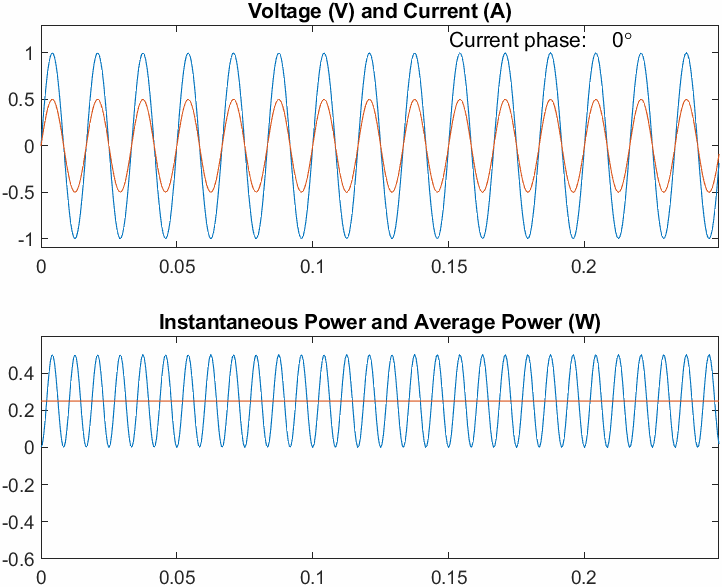 Voltage (V) and Current (A)
Current phase: 0°
1
0.5
0
-0.5
-1
0 0.05 0.1 0.15 0.2
Instantaneous Power and Average Power (W)
0.4
0.2
0
-0.2
-0.4
-0.6
0 0.05 0.1 0.15 0.2